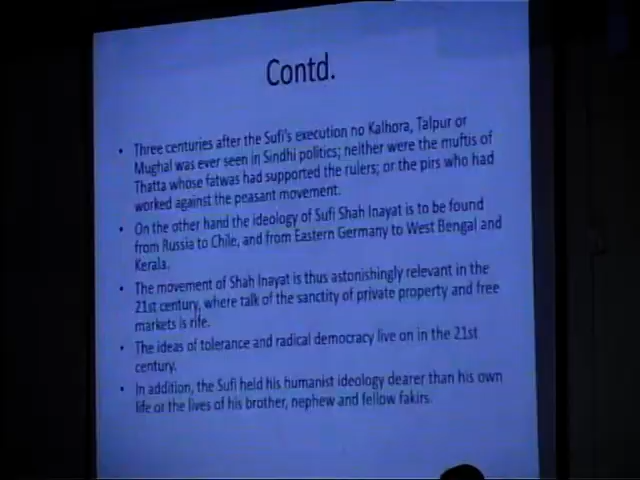 Contd.
• Three centuries after the Sufi's execution no Kalhora, Talpur or
Mughal was ever seen in Sindhi politics; neither were the muftis of
Thatta whose fatwas had supported the rulers; or the pirs who had
worked against the peasant movement.
• On the other hand the ideology of Sufi Shah Inayat is to be found
from Russia to Chile, and from Eastern Germany to West Bengal and
Kerala.
• The movement of Shah Inayat is thus astonishingly relevant in the
21st century, where talk of the sanctity of private property and free
markets is rife.
• The ideas of tolerance and radical democracy live on in the 21st
century.
• In addition, the Sufi held his humanist ideology dearer than his own
life or the lives of his brother, nephew and fellow fakirs.